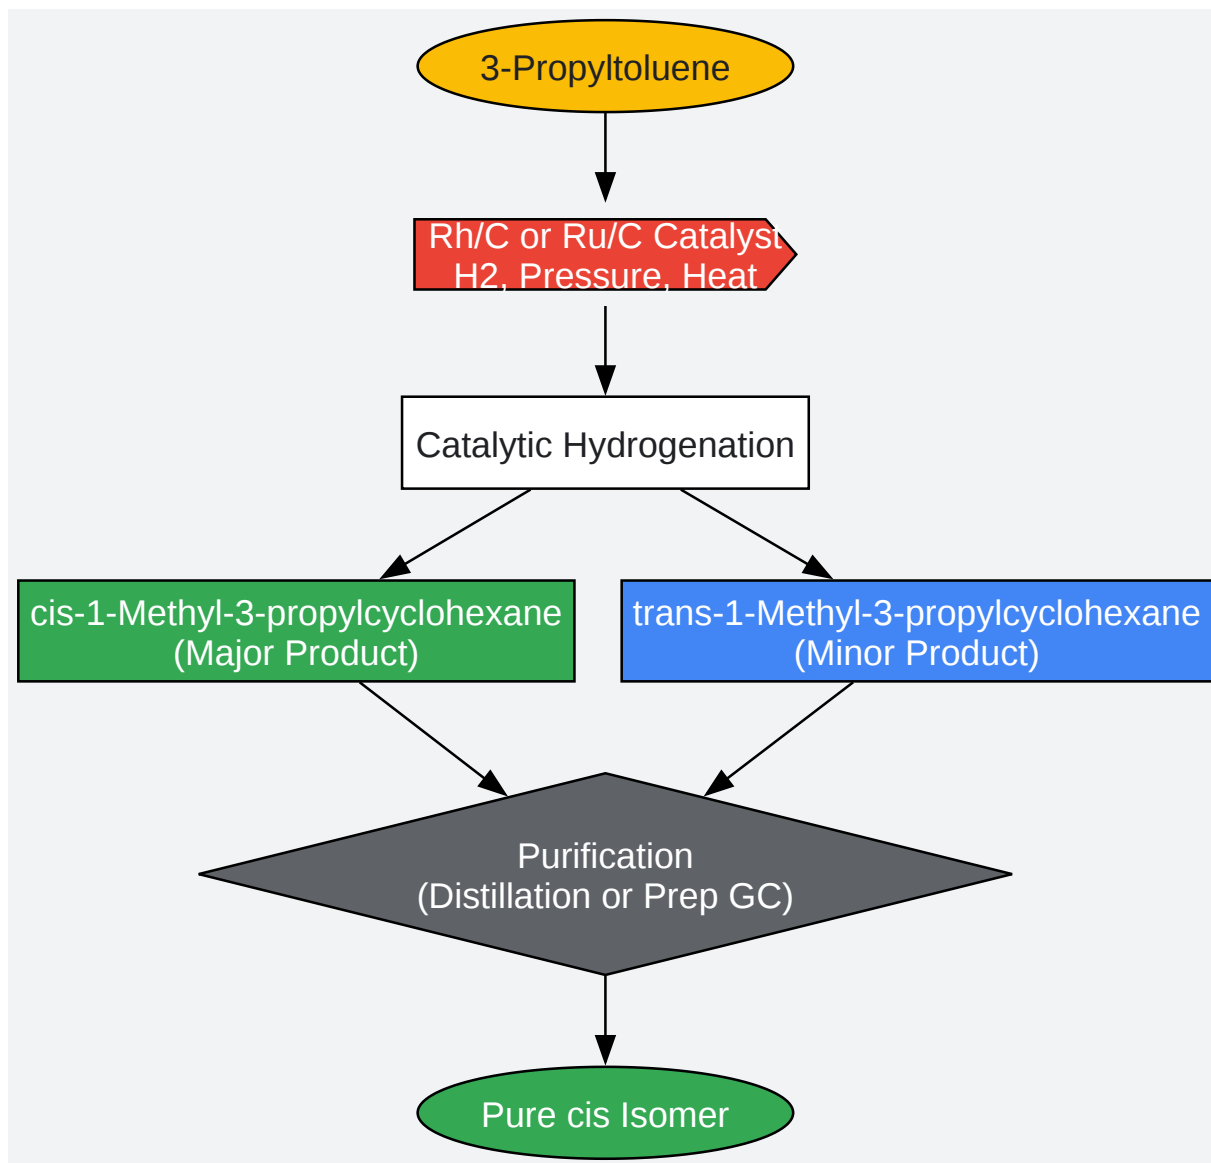 3-Propyltoluene
Rh/C or Ru/C Catalyst
H2, Pressure, Heat
Catalytic Hydrogenation
cis-1-Methyl-3-propylcyclohexane
(Major Product)
trans-1-Methyl-3-propylcyclohexane
(Minor Product)
Purification
(Distillation or Prep GC)
Pure cis Isomer